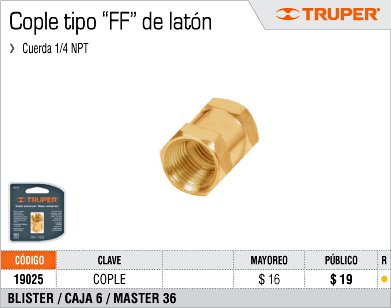 Cople tipo “FF” de latón
TRUPER®
› Cuerda 1/4 NPT
TRUPER
CÓDIGO CLAVE MAYOREO PÚBLICO R
19025 COPLE $ 16 $ 19
BLISTER / CAJA 6 / MASTER 36